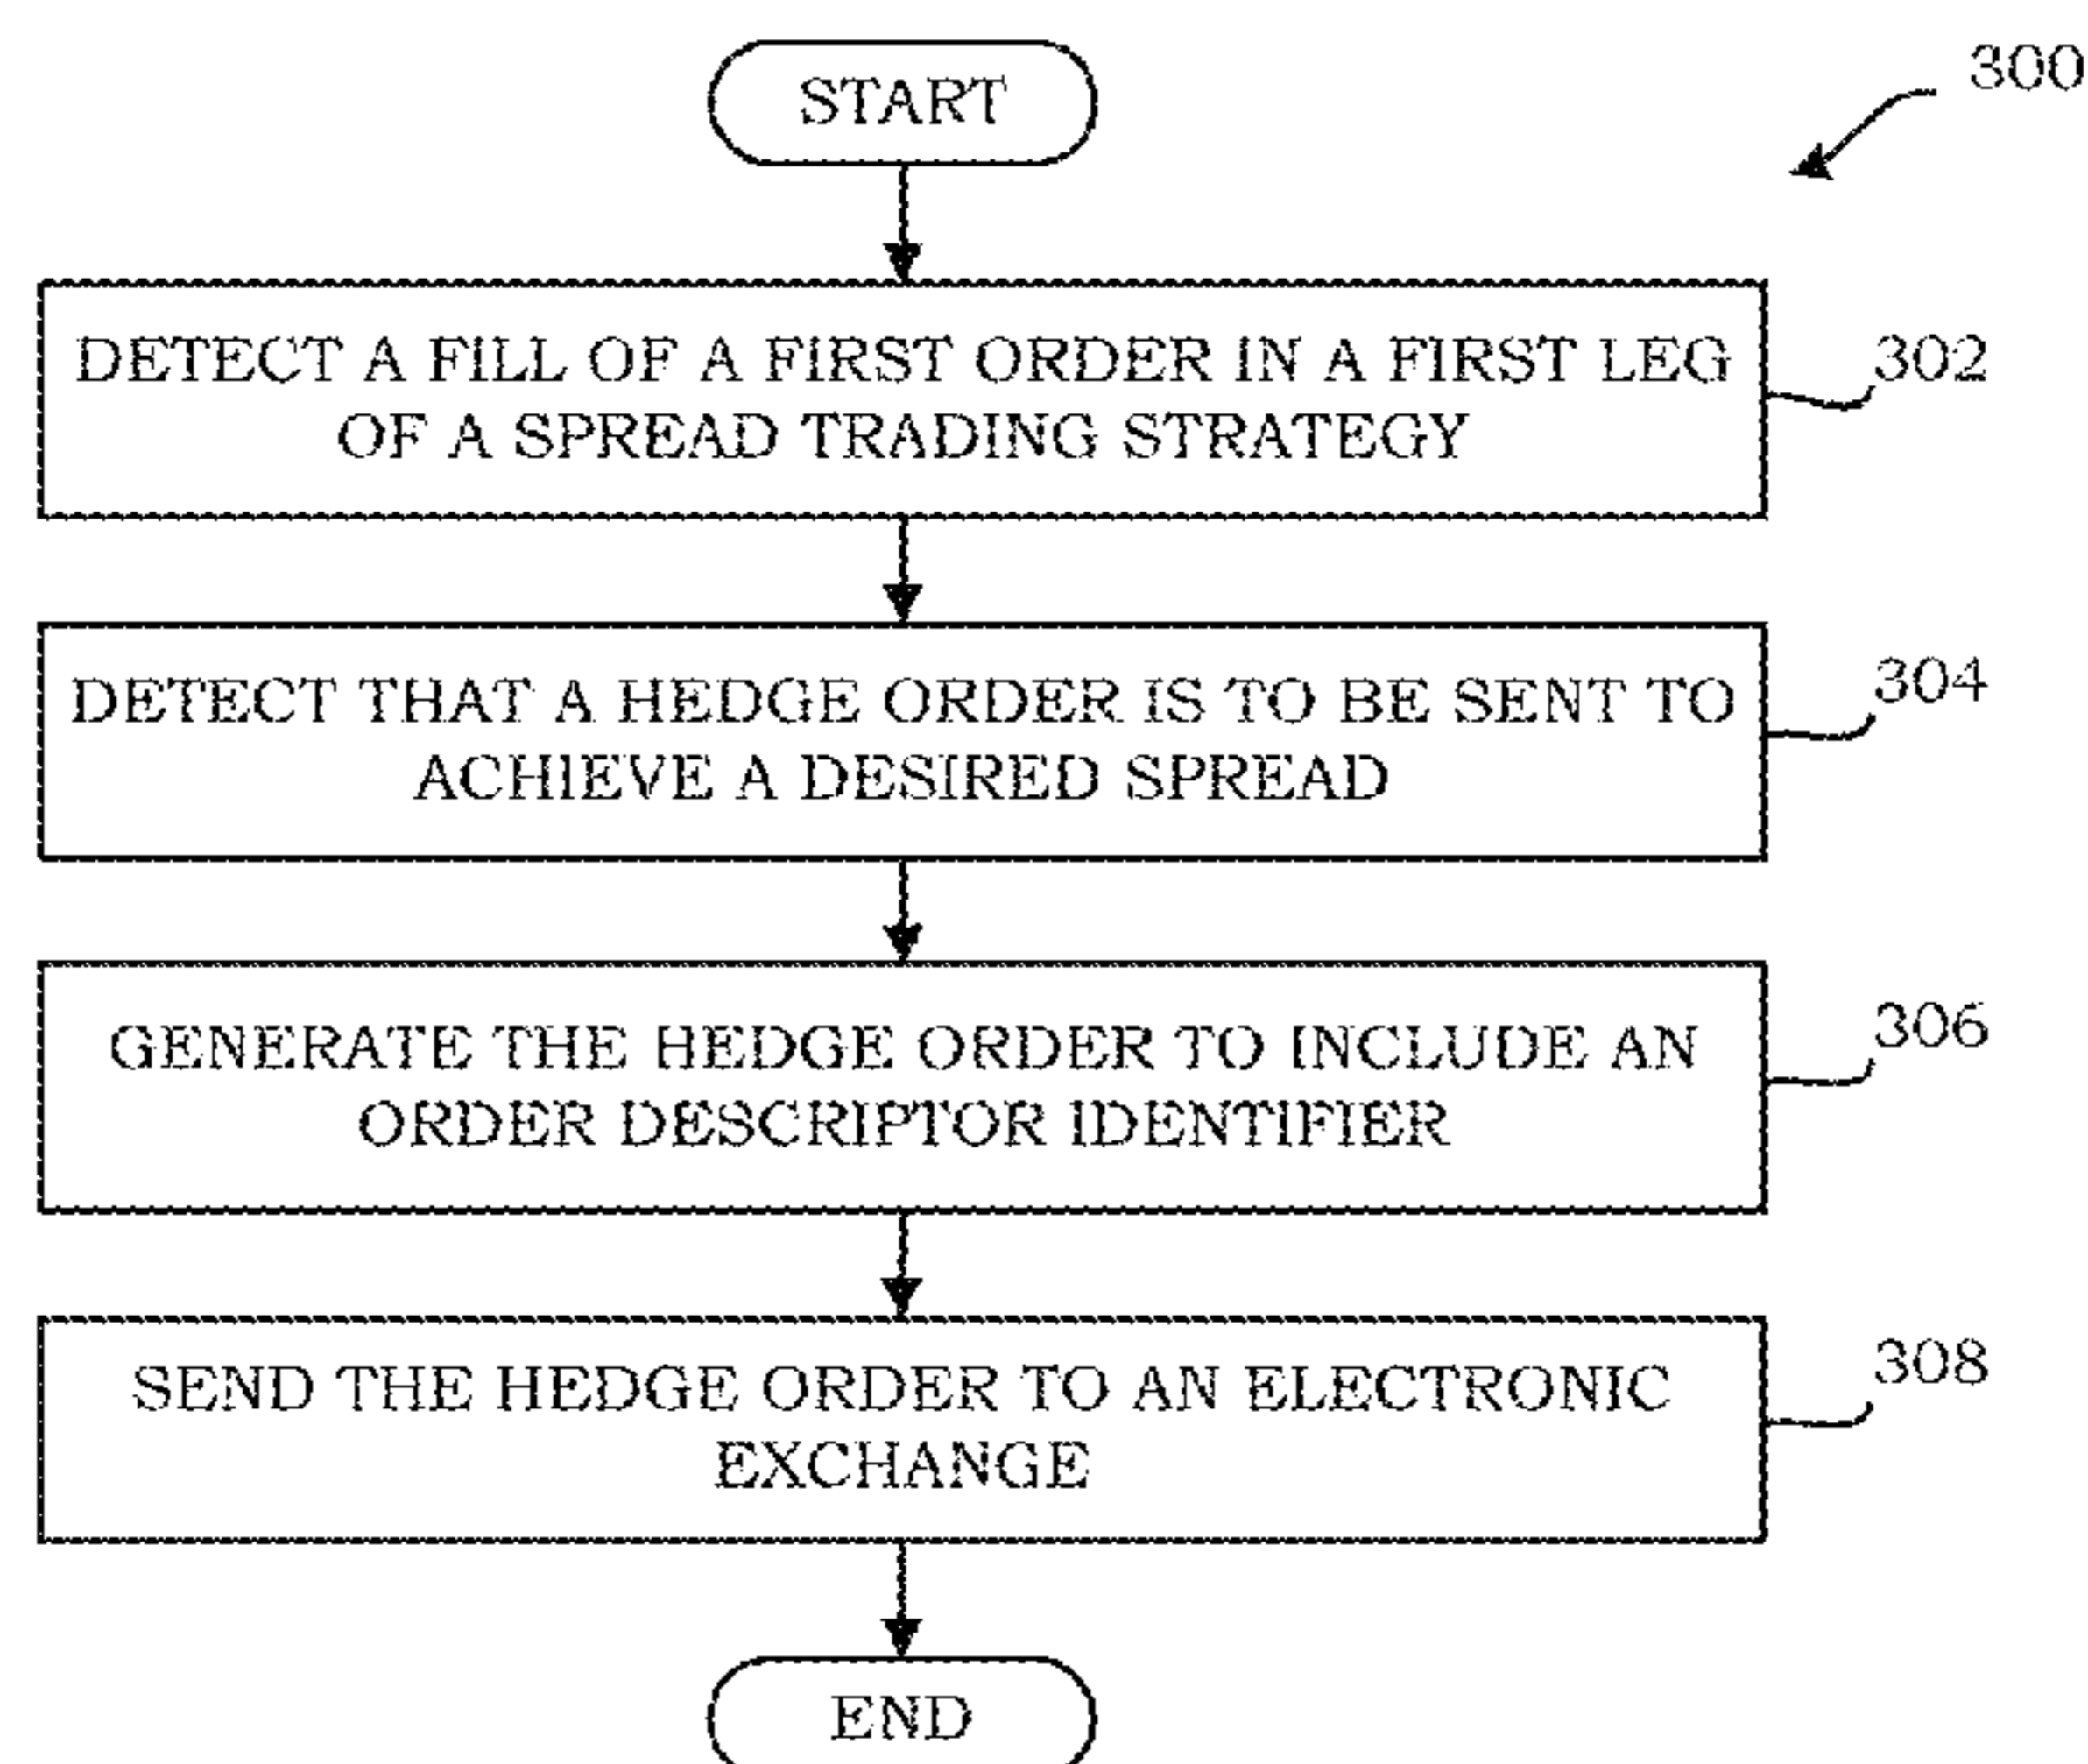 START
300
DETECT A FILL OF A FIRST ORDER IN A FIRST LEG
OF A SPREAD TRADING STRATEGY
302
DETECT THAT A HEDGE ORDER IS TO BE SENT TO
ACHIEVE A DESIRED SPREAD
304
GENERATE THE HEDGE ORDER TO INCLUDE AN
ORDER DESCRIPTOR IDENTIFIER
306
SEND THE HEDGE ORDER TO AN ELECTRONIC
EXCHANGE
308
END